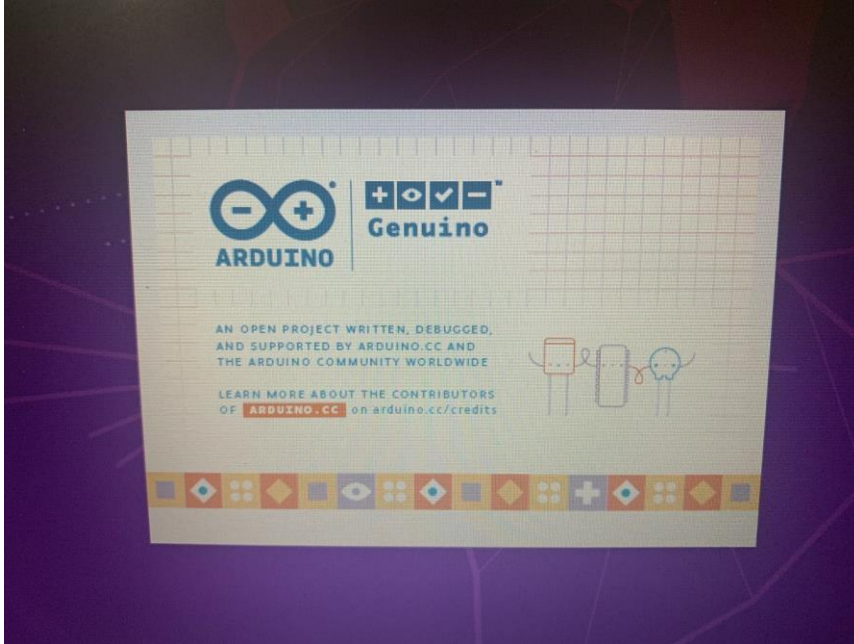 ARDUINO
Genuino
AN OPEN PROJECT WRITTEN, DEBUGGED,
AND SUPPORTED BY ARDUINO.CC AND
THE ARDUINO COMMUNITY WORLDWIDE
LEARN MORE ABOUT THE CONTRIBUTORS
OF ARDUINO.CC on arduino.cc/credits